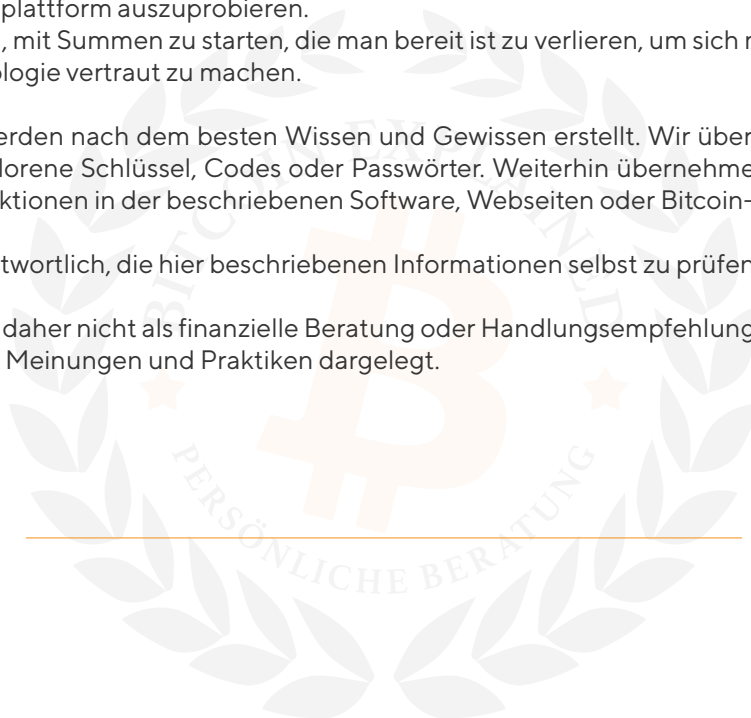 plattform auszuprobieren.
, mit Summen zu starten, die man bereit ist zu verlieren, um sich
ologie vertraut zu machen.
erden nach dem besten Wissen und Gewissen erstellt. Wir über
lorene Schlüssel, Codes oder Passwörter. Weiterhin übernehme
ktionen in der beschriebenen Software, Webseiten oder Bitcoin-
twortlich, die hier beschriebenen Informationen selbst zu prüfen
daher nicht als finanzielle Beratung oder Handlungsempfehlung
Meinungen und Praktiken dargelegt.
BITCOIN EXPLAINED
PERSÖNLICHE BERATUNG